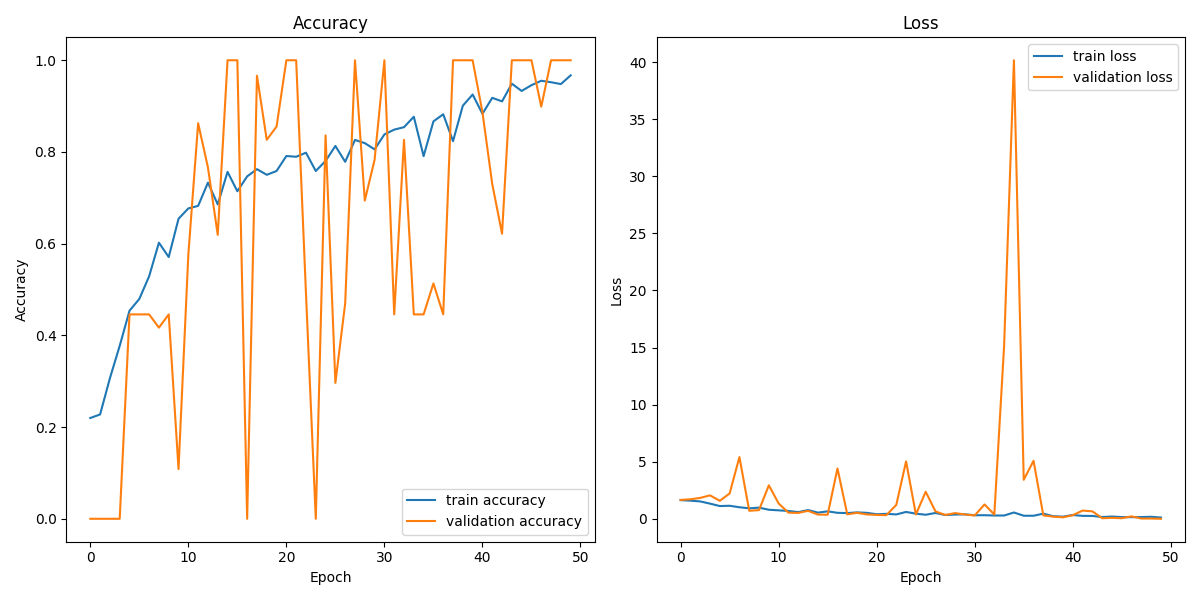 Accuracy
1.0
0.8
0.6
0.4
0.2
0.0
Accuracy
train accuracy
validation accuracy
0 10 20 30 40 50
Epoch
Loss
40
35
30
25
20
15
10
5
0
Loss
train loss
validation loss
0 10 20 30 40 50
Epoch